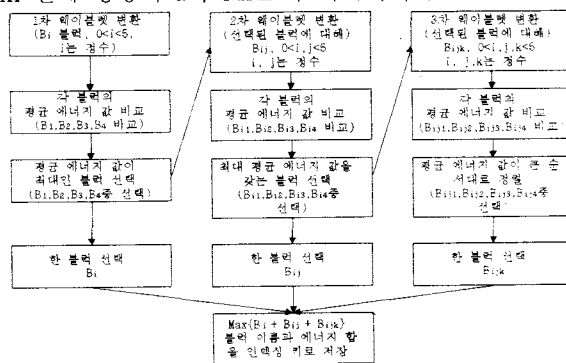 1차 웨이블렛 변환
(Bi 블럭, 0<i<5,
i는 정수)
각 블럭의
평균 에너지 값 비교
(B1,B2,B3,B4 비교)
평균 에너지 값이
최대인 블럭 선택
(B1,B2,B3,B4중 선택)
한 블럭 선택
Bi
2차 웨이블렛 변환
(선택된 블럭에 대해)
Bij, 0<i,j<5
i, j는 정수
각 블럭의
평균 에너지 값 비교
(Bi1,Bi2,Bi3,Bi4 비교)
최대 평균 에너지 값을
갖는 블럭 선택
(Bi1,Bi2,Bi3,Bi4중
선택)
한 블럭 선택
Bij
3차 웨이블렛 변환
(선택된 블럭에 대해)
Bijk, 0<i,j,k<5
i, j,k는 정수
각 블럭의
평균 에너지 값 비교
(Bij1,Bij2,Bij3,Bij4 비교)
평균 에너지 값이 큰 순
서대로 정렬
(Bij1,Bij2,Bij3,Bij4중
선택)
한 블럭 선택
Bijk
Max{Bi + Bij + Bijk}
블럭 이름과 에너지 합
을 인덱싱 키로 저장